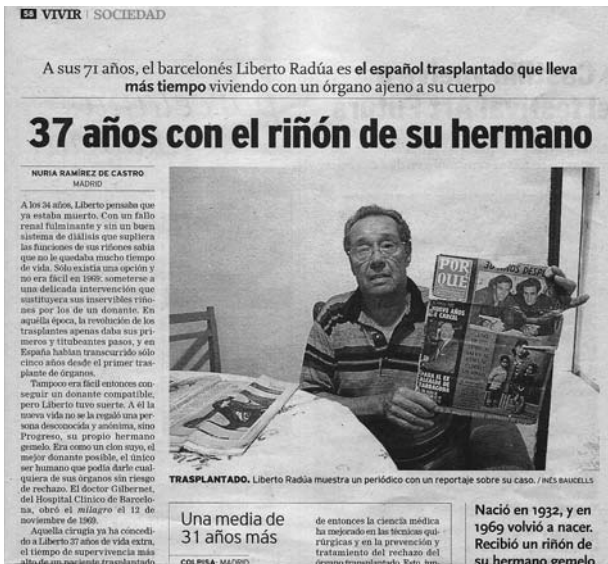 58 VIVIR | SOCIEDAD
A sus 71 años, el barcelonés Liberto Radúa es el español trasplantado que lleva
más tiempo viviendo con un órgano ajeno a su cuerpo
37 años con el riñón de su hermano
NURIA RAMÍREZ DE CASTRO
MADRID
A los 34 años, Liberto pensaba que
ya estaba muerto. Con un fallo
renal fulminante y sin un buen
sistema de diálisis que supliera
las funciones de sus riñones sabía
que no le quedaba mucho tiempo
de vida. Sólo existía una opción y
no era fácil en 1969: someterse a
una delicada intervención que
sustituyera sus inservibles riño-
nes por los de un donante. En
aquélla época, la revolución de los
trasplantes apenas daba sus pri-
meros y titubeantes pasos, y en
España habían transcurrido sólo
cinco años desde el primer tras-
plante de órganos.
Tampoco era fácil entonces con-
seguir un donante compatible,
pero Liberto tuvo suerte. A él la
nueva vida no se la regaló una per-
sona desconocida y anónima, sino
Progreso, su propio hermano
gemelo. Era como un clon suyo, el
mejor donante posible, el único
ser humano que podía darle cual-
quiera de sus órganos sin riesgo
de rechazo. El doctor Gilbernet,
del Hospital Clínico de Barcelo-
na, obró el milagro el 12 de
noviembre de 1969.
Aquella cirugía ya ha concedi-
do a Liberto 37 años de vida extra,
el tiempo de supervivencia más
alto de un paciente trasplantado
POR
QUÉ
TRASPLANTADO. Liberto Radúa muestra un periódico con un reportaje sobre su caso. / INÉS BAUCELLS
Una media de
31 años más
COLPISA. MADRID
de entonces la ciencia médica
ha mejorado en las técnicas qui-
rúrgicas y en la prevención y
tratamiento del rechazo del
órgano trasplantado. Esto, jun-
Nació en 1932, y en
1969 volvió a nacer.
Recibió un riñón de
su hermano gemelo